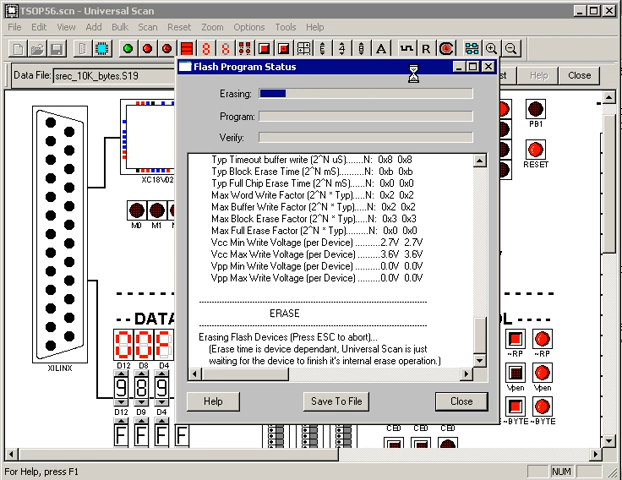 TSOP56.scn - Universal Scan
File Edit View Add Bulk Scan Reset Zoom Options Tools Help
A R
Data File: srec_10K_bytes.S19 Help Close
Flash Program Status
Erasing:
Program:
Verify:
Typ Timeout buffer write (2^N uS).......N: 0x8 0x8
Typ Block Erase Time (2^N mS).......N: 0xb 0xb
Typ Full Chip Erase Time (2^N mS)....N: 0x0 0x0
Max Word Write Factor (2^N * Typ).....N: 0x2 0x2
Max Buffer Write Factor (2^N * Typ)....N: 0x2 0x2
Max Block Erase Factor (2^N * Typ)....N: 0x3 0x3
Max Full Erase Factor (2^N * Typ).......N: 0x0 0x0
Vcc Min Write Voltage (per Device) .........2.7V 2.7V
Vcc Max Write Voltage (per Device) .........3.6V 3.6V
Vpp Min Write Voltage (per Device) .........0.0V 0.0V
Vpp Max Write Voltage (per Device) .........0.0V 0.0V
ERASE
Erasing Flash Devices (Press ESC to abort)...
(Erase time is device dependant, Universal Scan is just
waiting for the device to finish it's internal erase operation.)
Help Save To File Close
XC18V02
M0 M1
PB1
RESET
XILINX
DATA
00F
D12 D8 D4
989
D12 D9 D4
F F F F
OL
~RP ~RP
Vpen Vpen
~BYTE ~BYTE
CE0 CE0
For Help, press F1
NUM